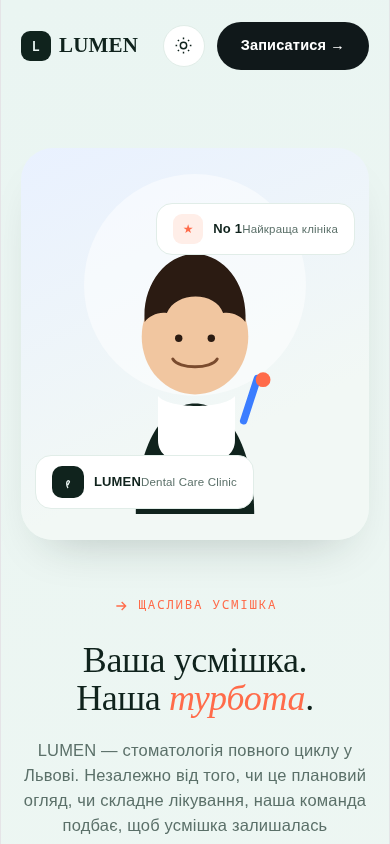 L LUMEN
Записатися →
★ No 1 Найкраща клініка
LUMEN Dental Care Clinic
→ ЩАСЛИВА УСМІШКА
Ваша усмішка.
Наша турбота.
LUMEN — стоматологія повного циклу у
Львові. Незалежно від того, чи це плановий
огляд, чи складне лікування, наша команда
подбає, щоб усмішка залишалась